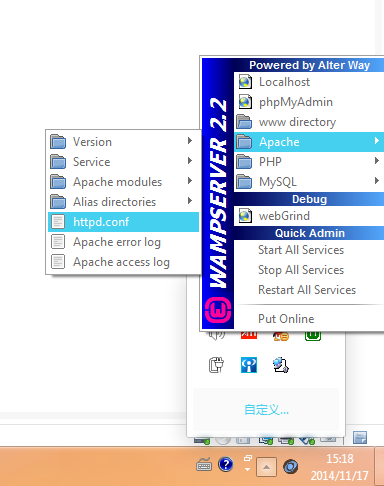 Powered by Alter Way
Localhost
phpMyAdmin
www directory
Apache
PHP
MySQL
Debug
webGrind
Quick Admin
Start All Services
Stop All Services
Restart All Services
Put Online
WAMPSERVER 2.2
Version
Service
Apache modules
Alias directories
httpd.conf
Apache error log
Apache access log
自定义...
15:18
2014/11/17